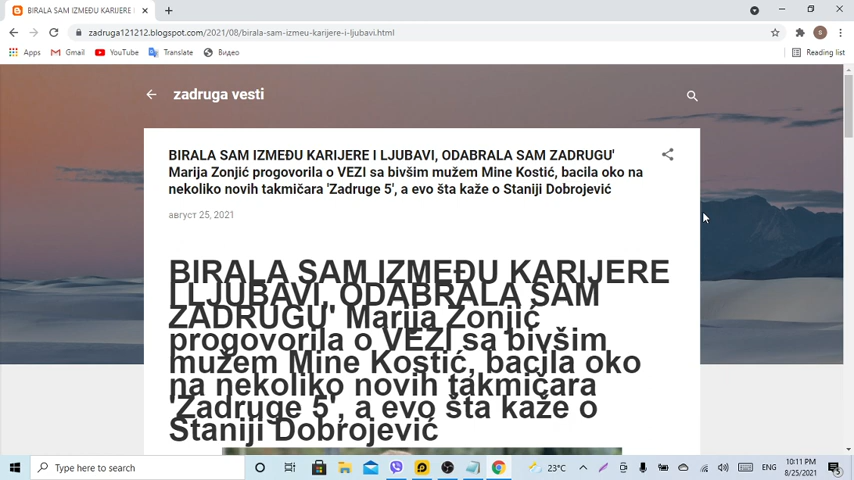 BIRALA SAM IZMEĐU KARIJERE I
zadruga121212.blogspot.com/2021/08/birala-sam-izmeu-karijere-i-ljubavi.html
Apps
Gmail
YouTube
Translate
Видео
Reading list
zadruga vesti
BIRALA SAM IZMEĐU KARIJERE I LJUBAVI, ODABRALA SAM ZADRUGU'
Marija Zonjić progovorila o VEZI sa bivšim mužem Mine Kostić, bacila oko na
nekoliko novih takmičara 'Zadruge 5', a evo šta kaže o Staniji Dobrojević
август 25, 2021
BIRALA SAM IZMEĐU KARIJERE
I LJUBAVI, ODABRALA SAM
ZADRUGU' Marija Zonjić
progovorila o VEZI sa bivšim
mužem Mine Kostić, bacila oko
na nekoliko novih takmičara
'Zadruge 5', a evo šta kaže o
Staniji Dobrojević
Type here to search
23°C
ENG
10:11 PM
8/25/2021